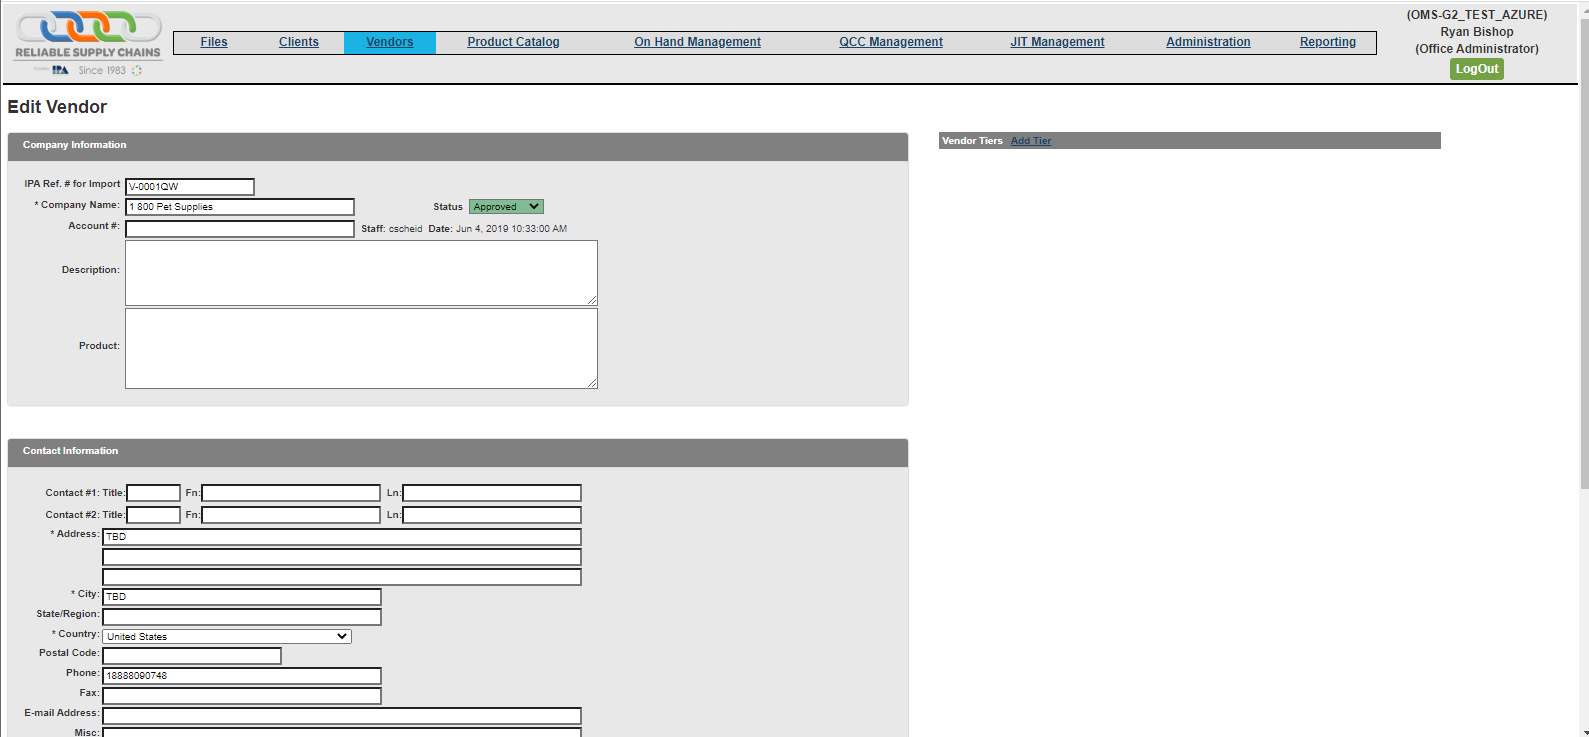 (OMS-G2_TEST_AZURE)
Ryan Bishop
(Office Administrator)
LogOut
RELIABLE SUPPLY CHAINS
IPA Since 1983
Files Clients Vendors Product Catalog On Hand Management QCC Management JIT Management Administration Reporting
Edit Vendor
Company Information
IPA Ref. # for Import V-0001QW
* Company Name: 1 800 Pet Supplies Status Approved
Account #: Staff: cscheid Date: Jun 4, 2019 10:33:00 AM
Description:
Product:
Vendor Tiers Add Tier
Contact Information
Contact #1: Title: Fn: Ln:
Contact #2: Title: Fn: Ln:
* Address: TBD
* City: TBD
State/Region:
* Country: United States
Postal Code:
Phone: 18888090748
Fax:
E-mail Address:
Misc: